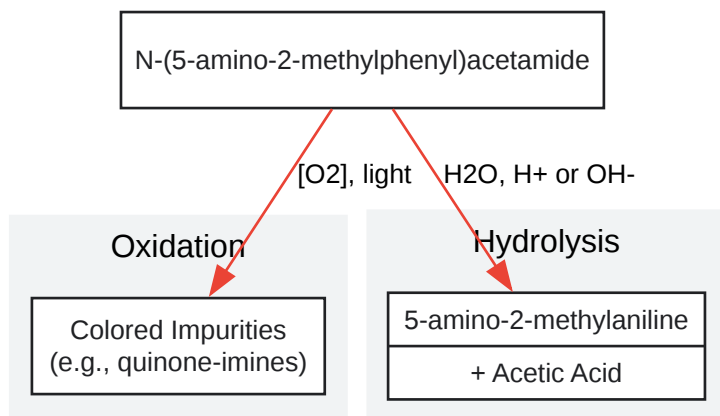 N-(5-amino-2-methylphenyl)acetamide
[O2], light
H2O, H+ or OH-
Oxidation
Hydrolysis
Colored Impurities
(e.g., quinone-imines)
5-amino-2-methylaniline
+ Acetic Acid